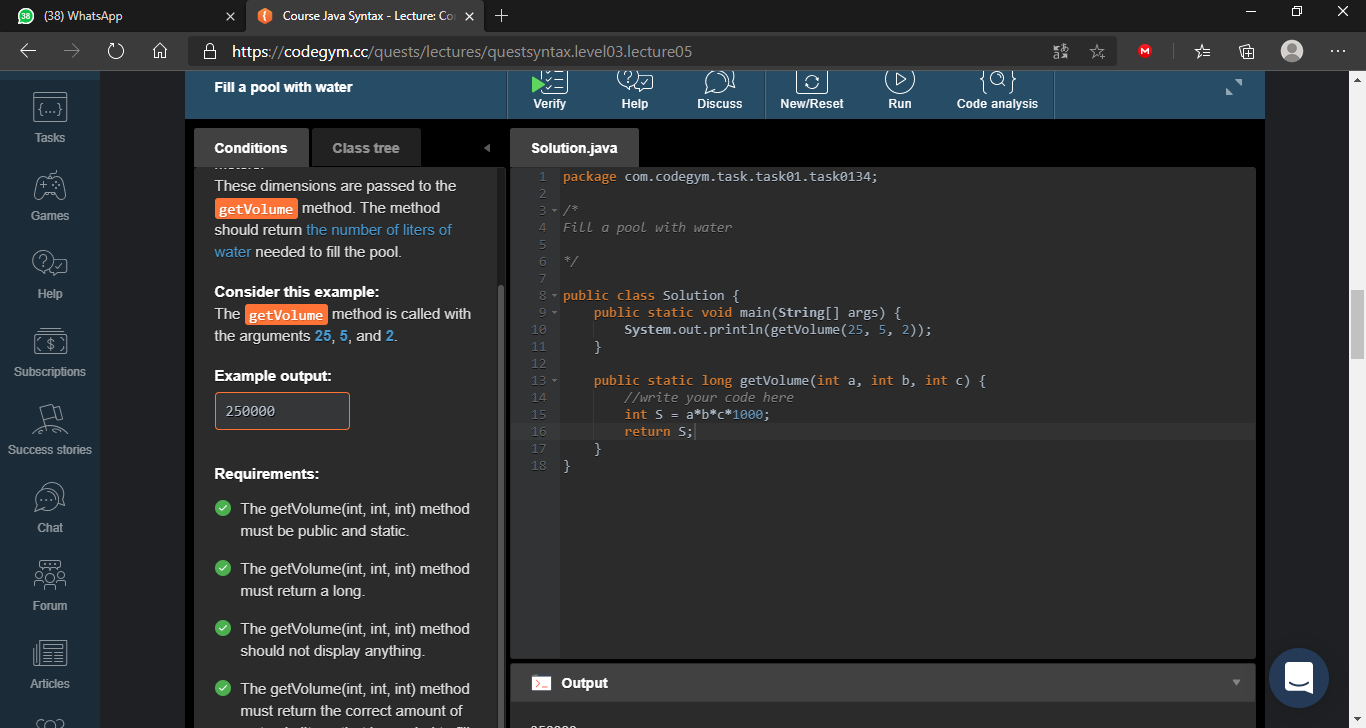 38
(38) WhatsApp
Course Java Syntax - Lecture: Co
https://codegym.cc/quests/lectures/questsyntax.level03.lecture05
M
Fill a pool with water
Verify
Help
Discuss
New/Reset
Run
Code analysis
{...}
Tasks
Games
Help
$
Subscriptions
Success stories
Chat
Forum
Articles
Conditions
Class tree
These dimensions are passed to the
getVolume method. The method
should return the number of liters of
water needed to fill the pool.
Consider this example:
The getVolume method is called with
the arguments 25, 5, and 2.
Example output:
250000
Requirements:
The getVolume(int, int, int) method
must be public and static.
The getVolume(int, int, int) method
must return a long.
The getVolume(int, int, int) method
should not display anything.
The getVolume(int, int, int) method
must return the correct amount of
Solution.java
1 package com.codegym.task.task01.task0134;
2
3 /*
4 Fill a pool with water
5
6 */
7
8 public class Solution {
9 public static void main(String[] args) {
10 System.out.println(getVolume(25, 5, 2));
11 }
12
13 public static long getVolume(int a, int b, int c) {
14 //write your code here
15 int S = a*b*c*1000;
16 return S;
17 }
18 }
Output